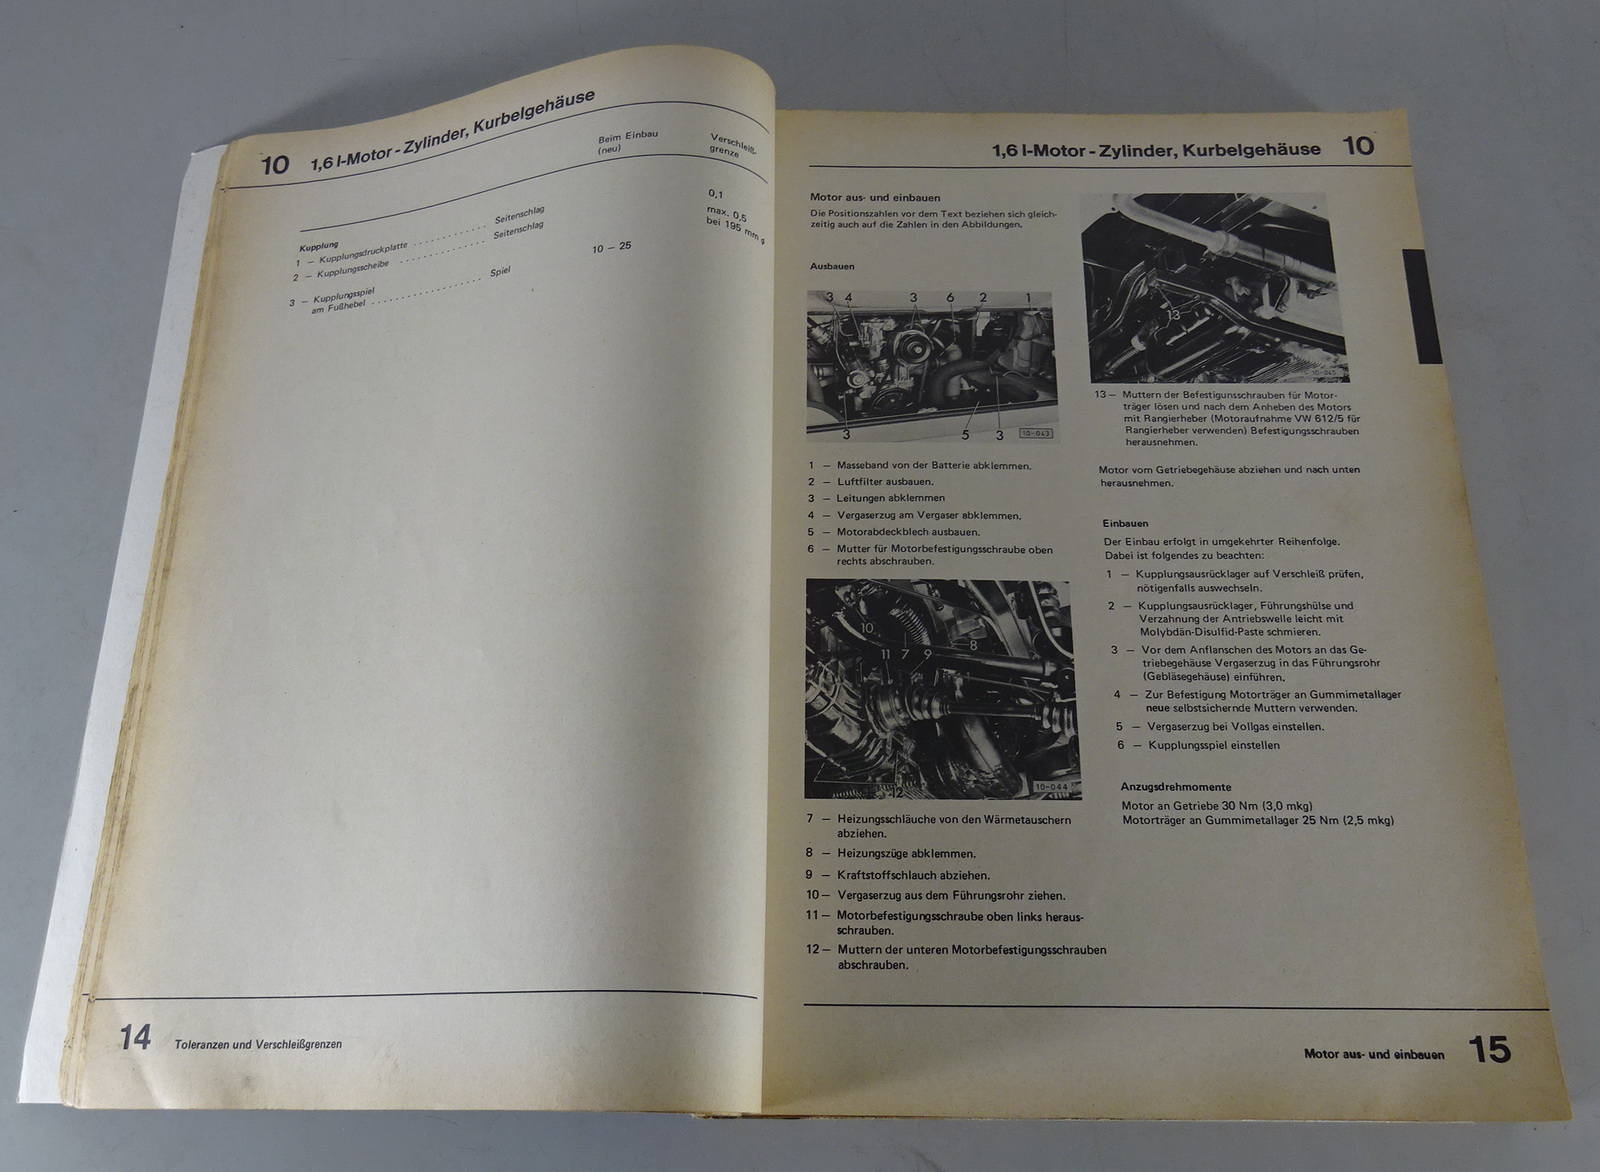 10 1,6 l-Motor - Zylinder, Kurbelgehäuse
Beim Einbau
(neu)
Verschleiß-
grenze
Kupplung
1 — Kupplungsdruckplatte . . . . . . . . . . . Seitenschlag
0,1
2 — Kupplungsscheibe . . . . . . . . . . . . Seitenschlag
max. 0,5
bei 195 mm
3 — Kupplungsspiel
am Fußhebel . . . . . . . . . . . . . . . Spiel
10 — 25
14 Toleranzen und Verschleißgrenzen
1,6 l-Motor - Zylinder, Kurbelgehäuse 10
Motor aus- und einbauen
Die Positionszahlen vor dem Text beziehen sich gleich-
zeitig auch auf die Zahlen in den Abbildungen.
Ausbauen
3 4 3 6 2 1
3 5 3 10-043
1 — Masseband von der Batterie abklemmen.
2 — Luftfilter ausbauen.
3 — Leitungen abklemmen
4 — Vergaserzug am Vergaser abklemmen.
5 — Motorabdeckblech ausbauen.
6 — Mutter für Motorbefestigungsschraube oben
rechts abschrauben.
10
8
11 7 9
12
10-044
7 — Heizungsschläuche von den Wärmetauschern
abziehen.
8 — Heizungszüge abklemmen.
9 — Kraftstoffschlauch abziehen.
10 — Vergaserzug aus dem Führungsrohr ziehen.
11 — Motorbefestigungsschraube oben links heraus-
schrauben.
12 — Muttern der unteren Motorbefestigungsschrauben
abschrauben.
13
10-045
13 — Muttern der Befestigunsschrauben für Motor-
träger lösen und nach dem Anheben des Motors
mit Rangierheber (Motoraufnahme VW 612/5 für
Rangierheber verwenden) Befestigungsschrauben
herausnehmen.
Motor vom Getriebegehäuse abziehen und nach unten
herausnehmen.
Einbauen
Der Einbau erfolgt in umgekehrter Reihenfolge.
Dabei ist folgendes zu beachten:
1 — Kupplungsausrücklager auf Verschleiß prüfen,
nötigenfalls auswechseln.
2 — Kupplungsausrücklager, Führungshülse und
Verzahnung der Antriebswelle leicht mit
Molybdän-Disulfid-Paste schmieren.
3 — Vor dem Anflanschen des Motors an das Ge-
triebegehäuse Vergaserzug in das Führungsrohr
(Gebläsegehäuse) einführen.
4 — Zur Befestigung Motorträger an Gummimetallager
neue selbstsichernde Muttern verwenden.
5 — Vergaserzug bei Vollgas einstellen.
6 — Kupplungsspiel einstellen
Anzugsdrehmomente
Motor an Getriebe 30 Nm (3,0 mkg)
Motorträger an Gummimetallager 25 Nm (2,5 mkg)
Motor aus- und einbauen 15